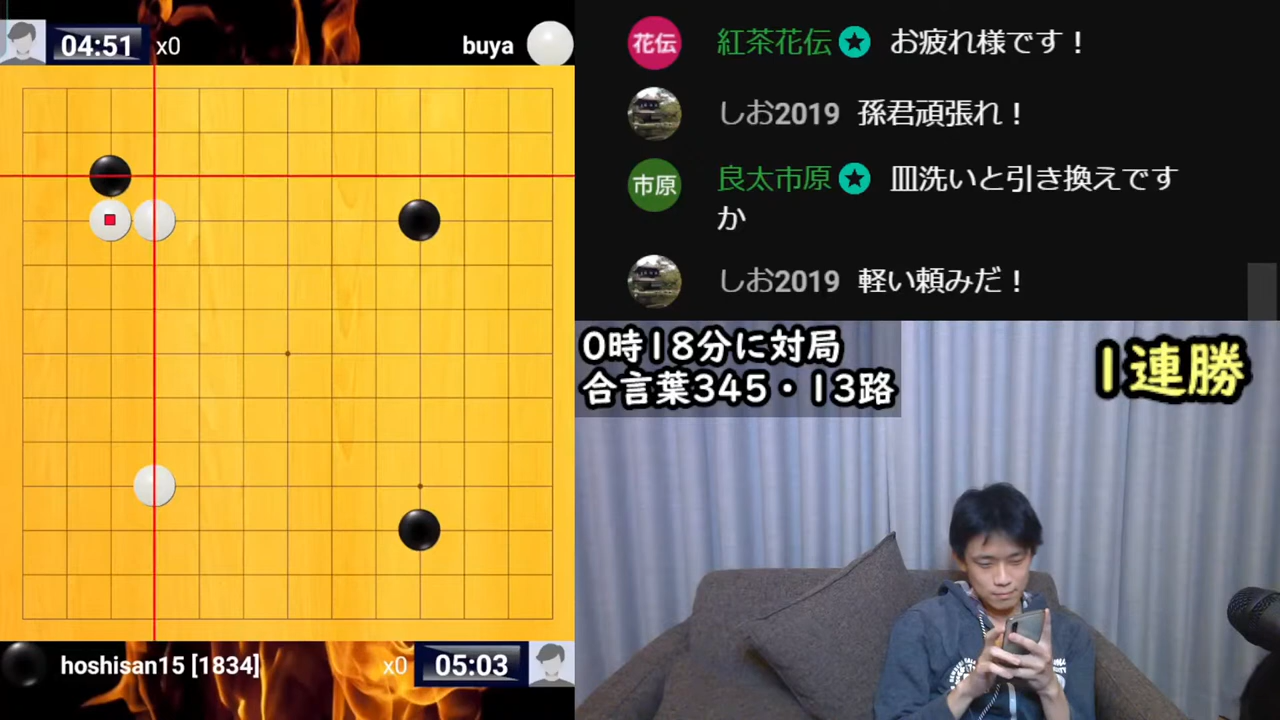 04:51 x0 buya
花伝 紅茶花伝 お疲れ様です！
しお2019 孫君頑張れ！
市原 良太市原 皿洗いと引き換えです
か
しお2019 軽い頼みだ！
0時18分に対局
合言葉345・13路
1連勝
hoshisan15 [1834] x0 05:03